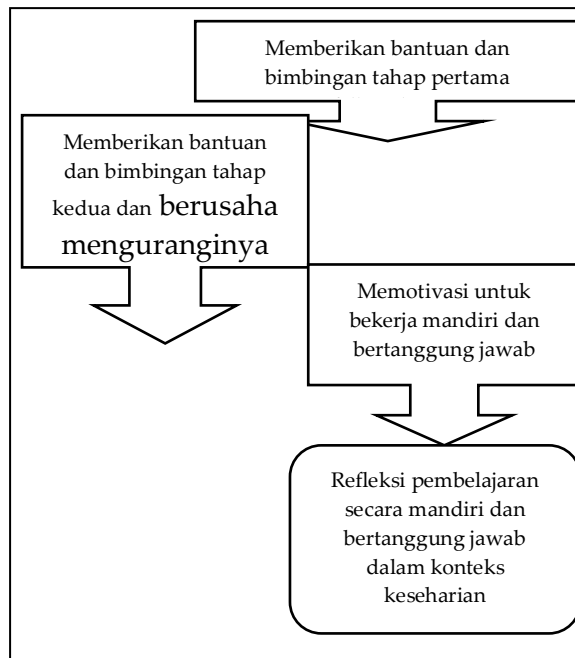 Memberikan bantuan dan
bimbingan tahap pertama
Memberikan bantuan
dan bimbingan tahap
kedua dan berusaha
menguranginya
Memotivasi untuk
bekerja mandiri dan
bertanggung jawab
Refleksi pembelajaran
secara mandiri dan
bertanggung jawab
dalam konteks
keseharian